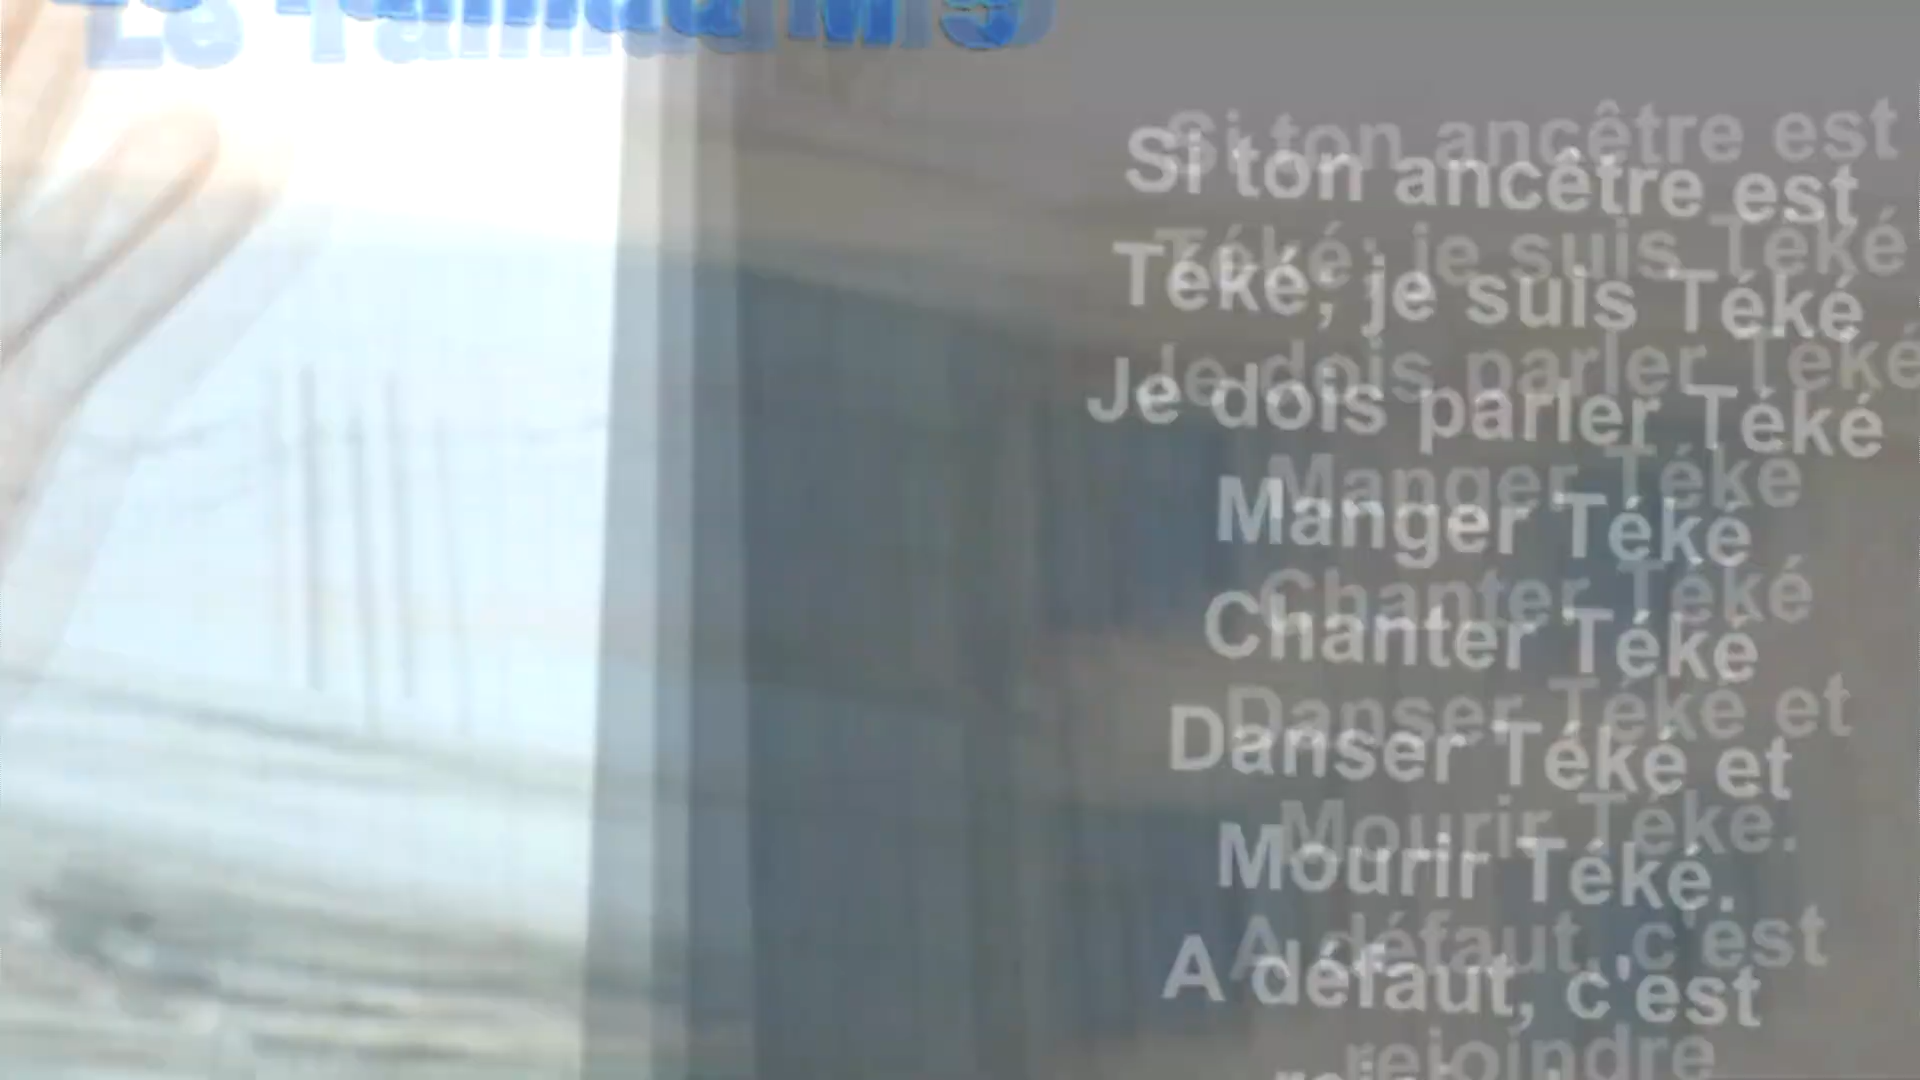 Si ton ancêtre est
Téké; je suis Téké
Je dois parler Téké
Manger Téké
Chanter Téké
Danser Téké et
Mourir Téké.
A défaut, c'est
rejoindre